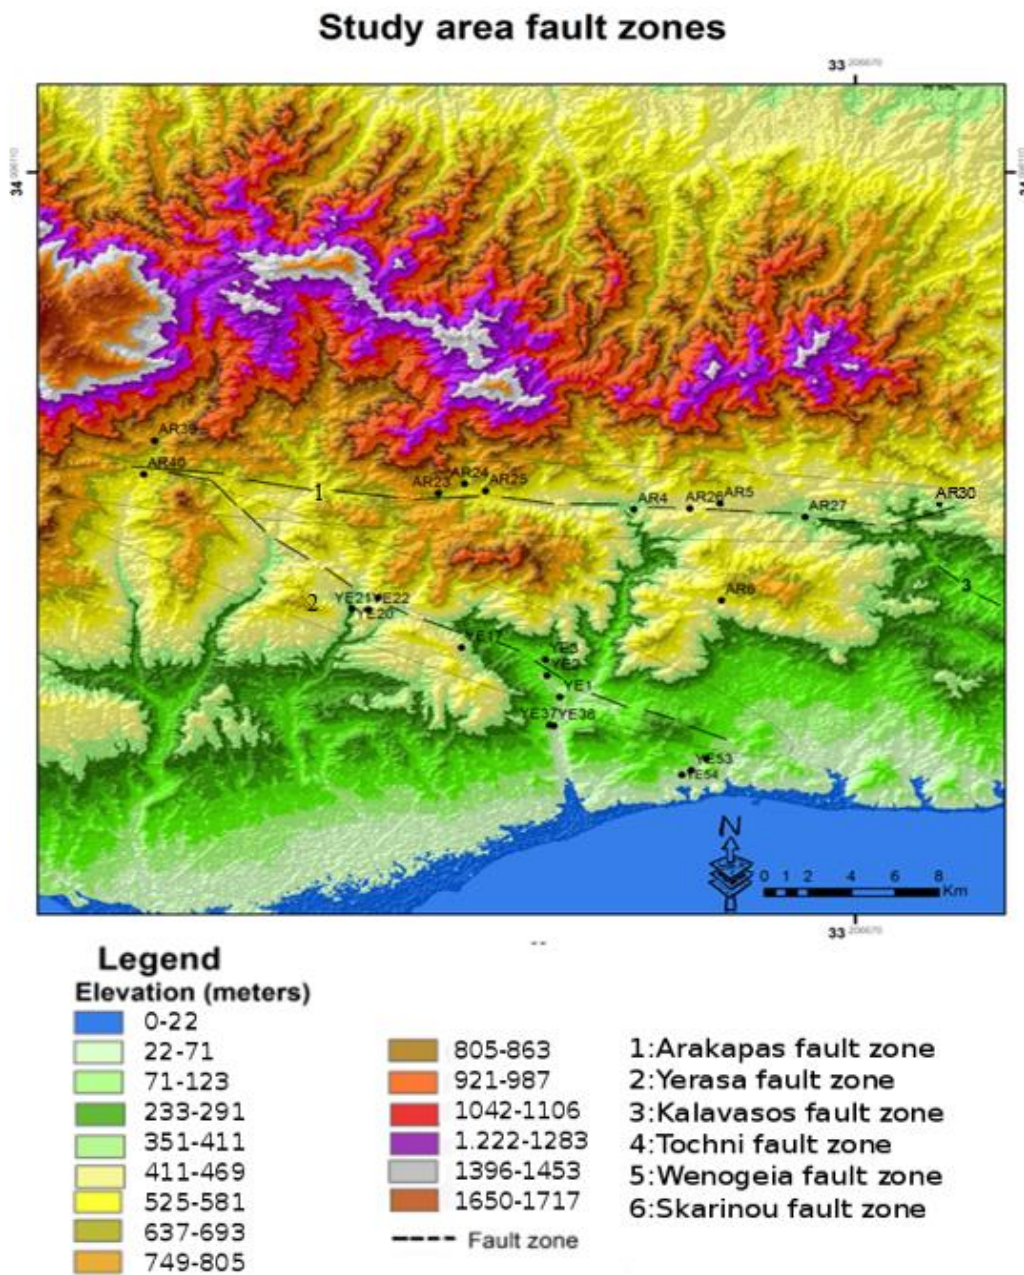 Study area fault zones
33
34
AR39
AR40
1
AR23
AR24
AR25
AR4
AR26
AR5
AR27
AR30
3
2
YE21
YE22
YE20
AR6
YE17
YE3
YE2
YE1
YE37
YE38
YE53
YE54
N
0 1 2 4 6 8
Km
33
--
Legend
Elevation (meters)
0-22
22-71
71-123
233-291
351-411
411-469
525-581
637-693
749-805
805-863
921-987
1042-1106
1.222-1283
1396-1453
1650-1717
Fault zone
1:Arakapas fault zone
2:Yerasa fault zone
3:Kalavasos fault zone
4:Tochni fault zone
5:Wenogeia fault zone
6:Skarinou fault zone